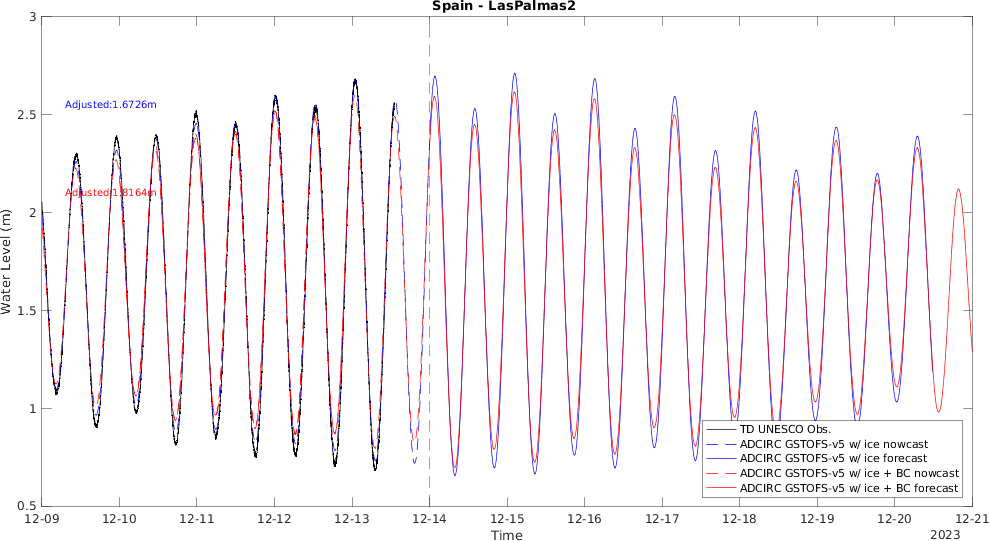 Spain - LasPalmas2
3
2.5
2
1.5
1
0.5
Water Level (m)
Adjusted:1.6726m
Adjusted:1.8164m
TD UNESCO Obs.
ADCIRC GSTOFS-v5 w/ ice nowcast
ADCIRC GSTOFS-v5 w/ ice forecast
ADCIRC GSTOFS-v5 w/ ice + BC nowcast
ADCIRC GSTOFS-v5 w/ ice + BC forecast
12-09 12-10 12-11 12-12 12-13 12-14 12-15 12-16 12-17 12-18 12-19 12-20 12-21
Time
2023